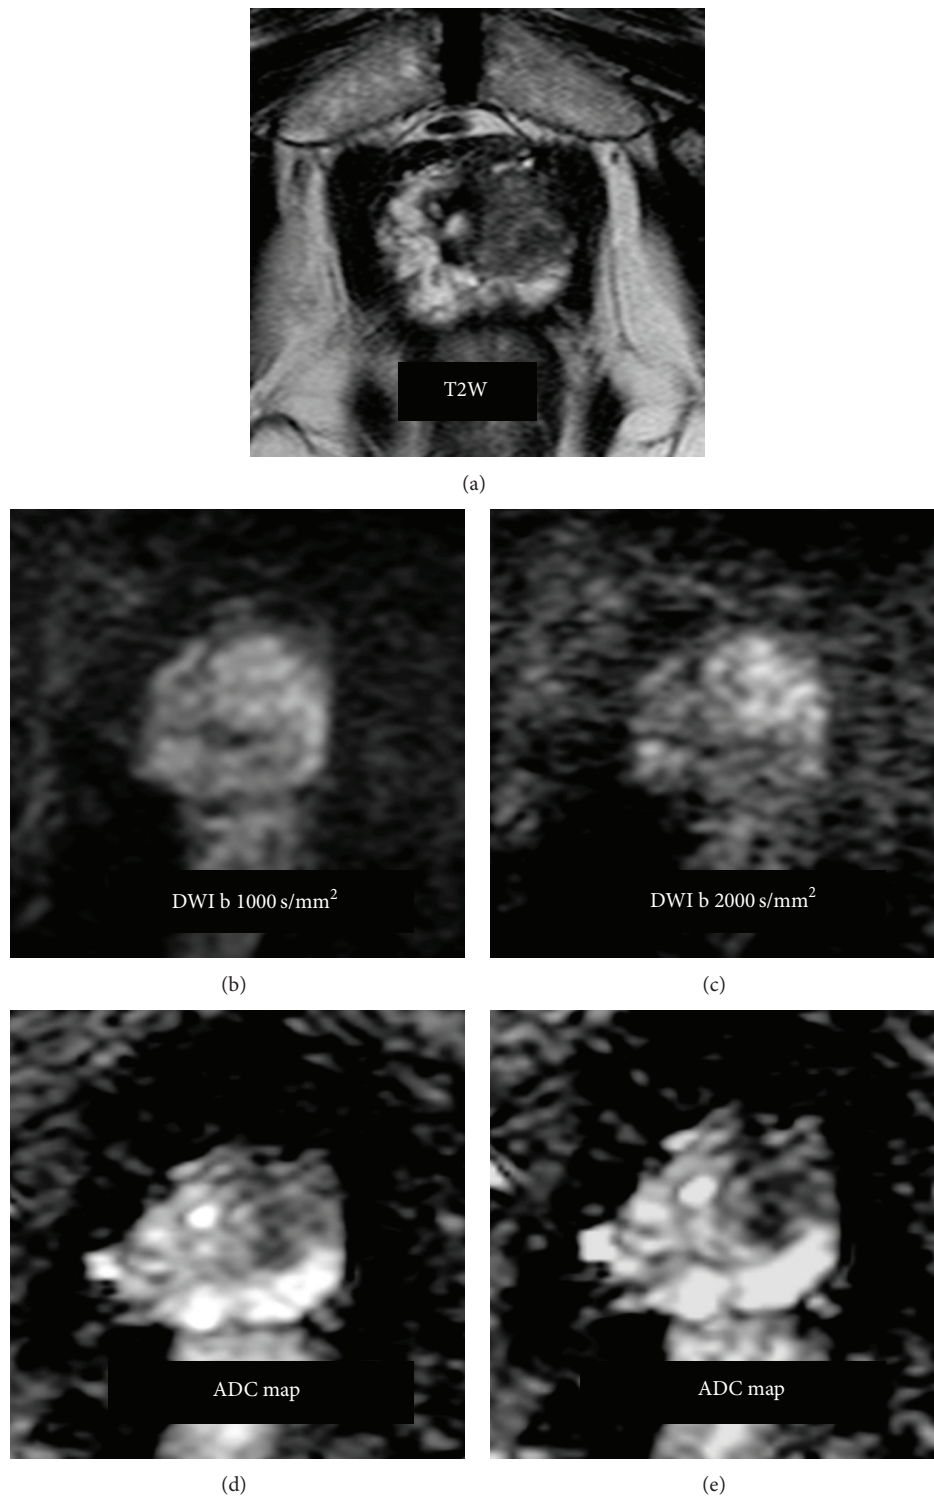 T2W
(a)
DWI b 1000 s/mm²
DWI b 2000 s/mm²
(b)
(c)
ADC map
ADC map
(d)
(e)